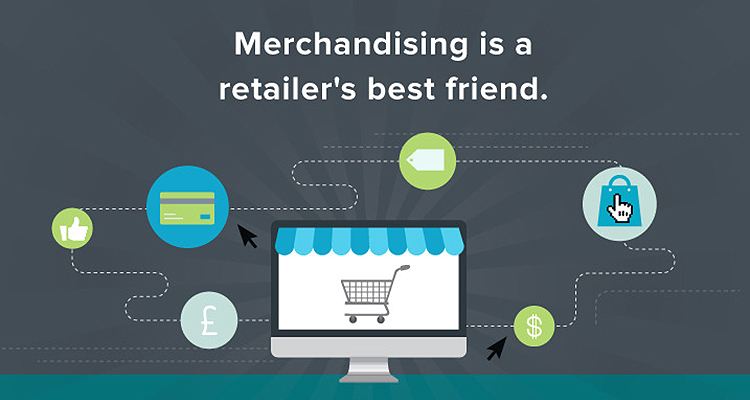 Merchandising is a
retailer's best friend.
£
$